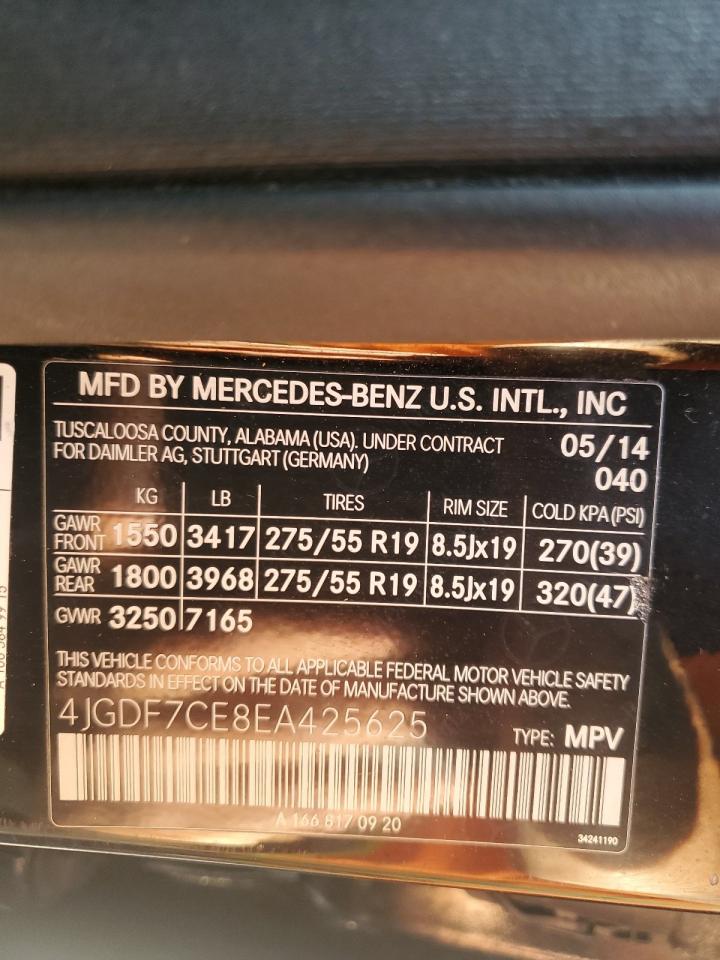 MFD BY MERCEDES-BENZ U.S. INTL., INC
TUSCALOOSA COUNTY, ALABAMA (USA). UNDER CONTRACT 05/14
FOR DAIMLER AG, STUTTGART (GERMANY) 040
KG LB TIRES RIM SIZE COLD KPA (PSI)
GAWR FRONT 1550 3417 275/55 R19 8.5Jx19 270(39)
GAWR REAR 1800 3968 275/55 R19 8.5Jx19 320(47)
GVWR 3250 7165
THIS VEHICLE CONFORMS TO ALL APPLICABLE FEDERAL MOTOR VEHICLE SAFETY
STANDARDS IN EFFECT ON THE DATE OF MANUFACTURE SHOWN ABOVE.
4JGDF7CE8EA425625 TYPE: MPV
A 166 817 09 20
34241190